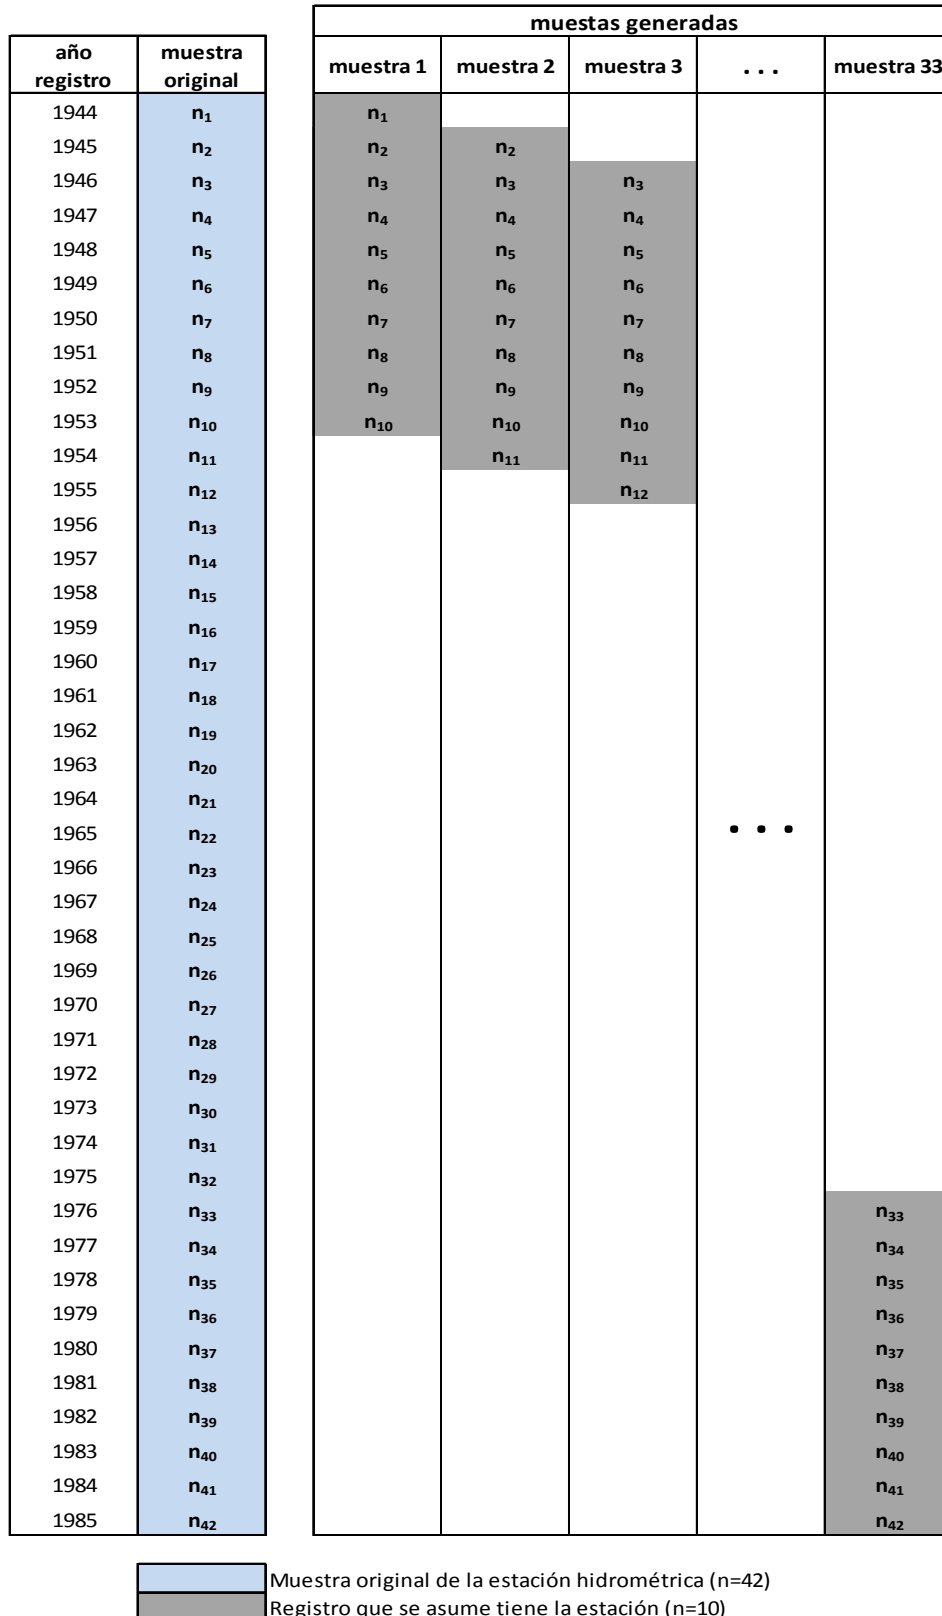 muestas generadas
año registro muestra original muestra 1 muestra 2 muestra 3 . . . muestra 33
1944 n₁ n₁
1945 n₂ n₂ n₂
1946 n₃ n₃ n₃ n₃
1947 n₄ n₄ n₄ n₄
1948 n₅ n₅ n₅ n₅
1949 n₆ n₆ n₆ n₆
1950 n₇ n₇ n₇ n₇
1951 n₈ n₈ n₈ n₈
1952 n₉ n₉ n₉ n₉
1953 n₁₀ n₁₀ n₁₀ n₁₀
1954 n₁₁ n₁₁ n₁₁
1955 n₁₂ n₁₂
1956 n₁₃
1957 n₁₄
1958 n₁₅
1959 n₁₆
1960 n₁₇
1961 n₁₈
1962 n₁₉
1963 n₂₀
1964 n₂₁
1965 n₂₂ . . .
1966 n₂₃
1967 n₂₄
1968 n₂₅
1969 n₂₆
1970 n₂₇
1971 n₂₈
1972 n₂₉
1973 n₃₀
1974 n₃₁
1975 n₃₂
1976 n₃₃ n₃₃
1977 n₃₄ n₃₄
1978 n₃₅ n₃₅
1979 n₃₆ n₃₆
1980 n₃₇ n₃₇
1981 n₃₈ n₃₈
1982 n₃₉ n₃₉
1983 n₄₀ n₄₀
1984 n₄₁ n₄₁
1985 n₄₂ n₄₂
Muestra original de la estación hidrométrica (n=42)
Registro que se asume tiene la estación (n=10)